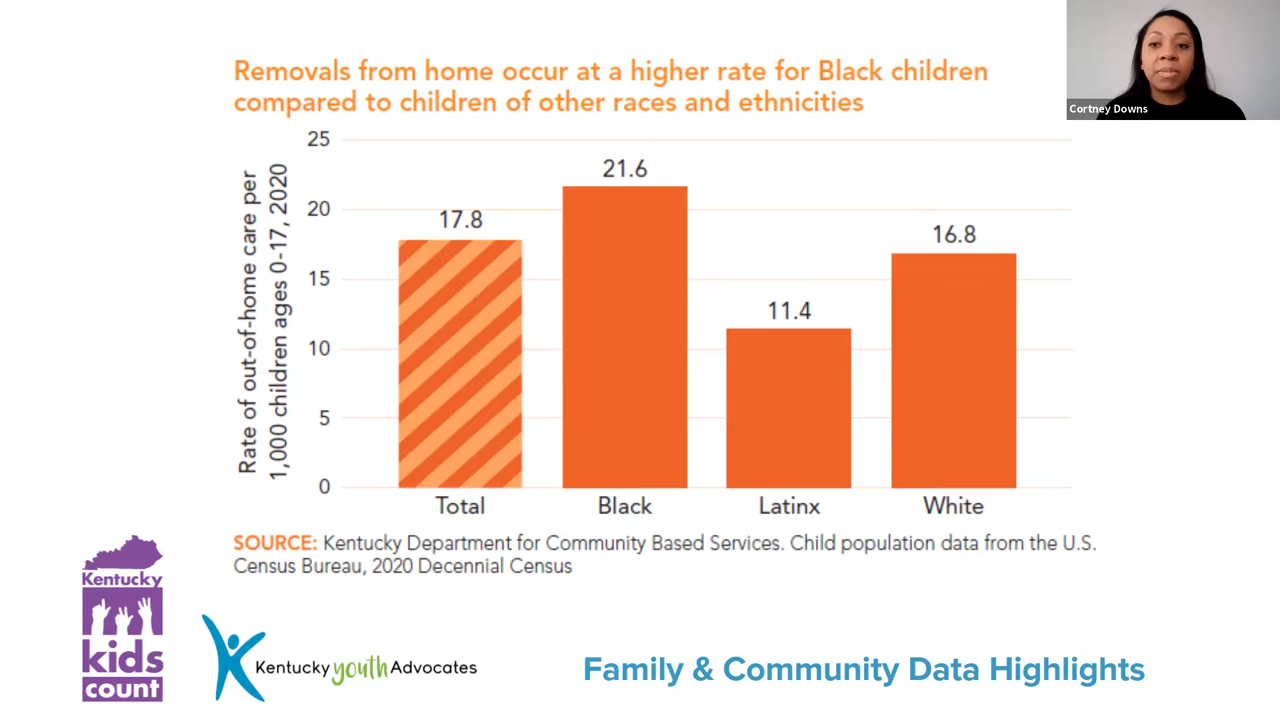 Removals from home occur at a higher rate for Black children
compared to children of other races and ethnicities
Cortney Downs
Rate of out-of-home care per
1,000 children ages 0-17, 2020
25
20
15
10
5
0
17.8
21.6
11.4
16.8
Total
Black
Latinx
White
SOURCE: Kentucky Department for Community Based Services. Child population data from the U.S.
Census Bureau, 2020 Decennial Census
Kentucky
kids
count
Kentucky youth Advocates
Family & Community Data Highlights